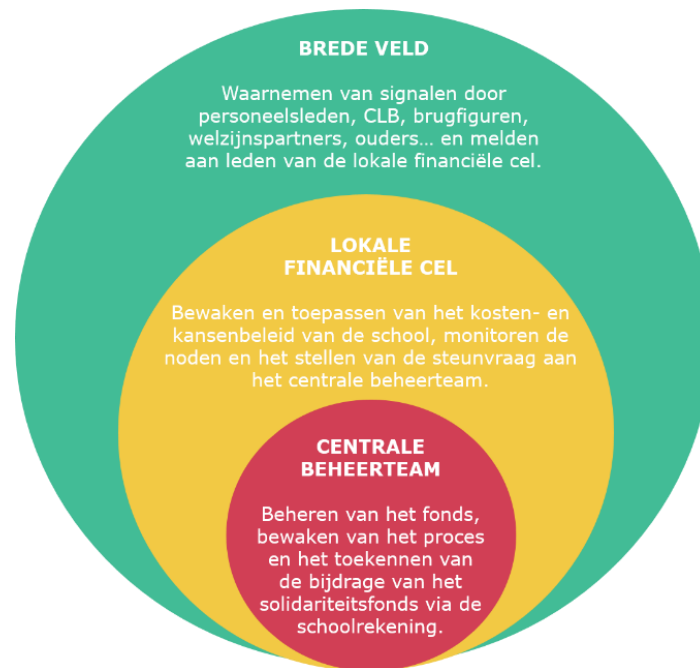 BREDE VELD
Waarnemen van signalen door
personeelsleden, CLB, brugfiguren,
welzijnspartners, ouders... en melden
aan leden van de lokale financiële cel.
LOKALE
FINANCIËLE CEL
Bewaken en toepassen van het kosten- en
kansenbeleid van de school, monitoren de
noden en het stellen van de steunvraag aan
het centrale beheerteam.
CENTRALE
BEHEERTEAM
Beheren van het fonds,
bewaken van het proces
en het toekennen van
de bijdrage van het
solidariteitsfonds via de
schoolrekening.